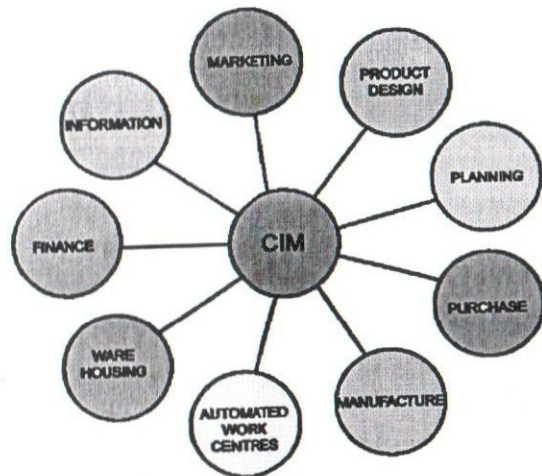 MARKETING
PRODUCT
DESIGN
INFORMATION
PLANNING
CIM
FINANCE
PURCHASE
WARE
HOUSING
MANUFACTURE
AUTOMATED
WORK
CENTRES